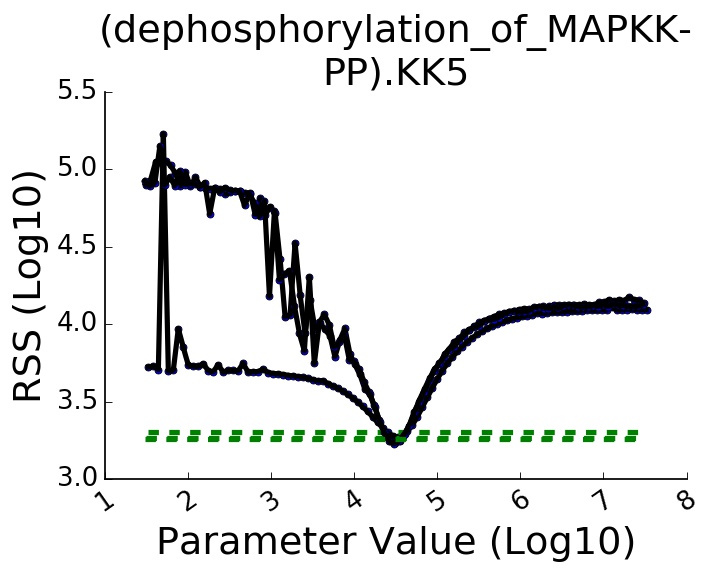 (dephosphorylation_of_MAPKK-
PP).KK5
5.5
5.0
4.5
4.0
3.5
3.0
RSS (Log10)
1 2 3 4 5 6 7 8
Parameter Value (Log10)